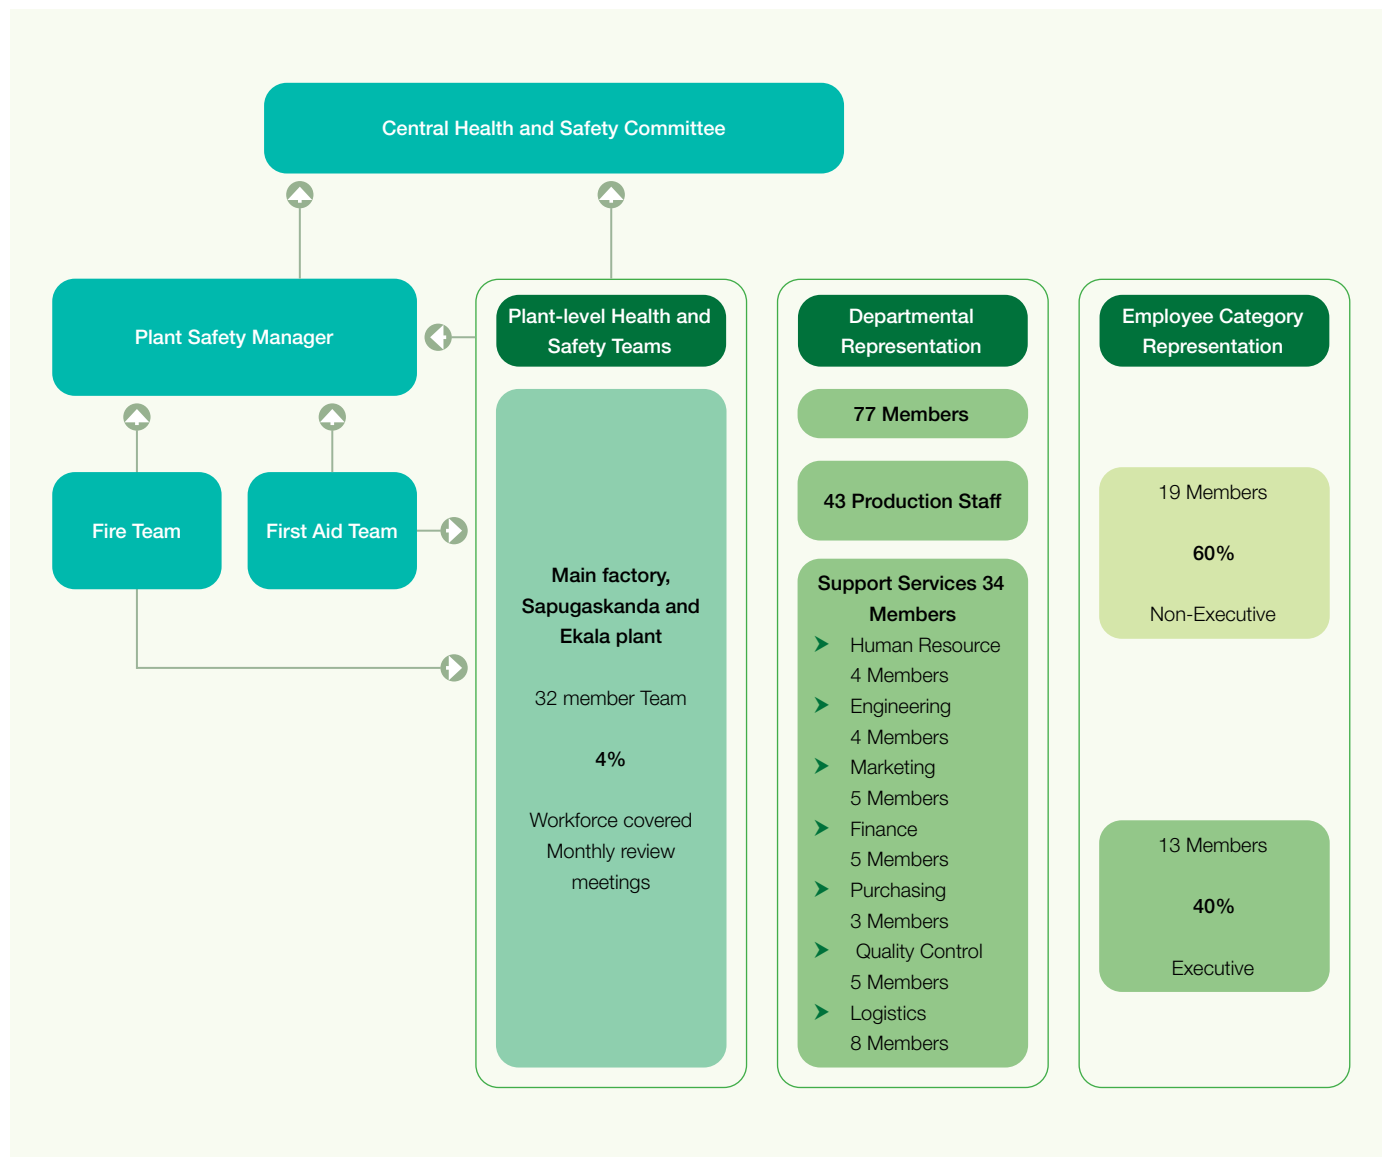 Central Health and Safety Committee
Plant Safety Manager
Fire Team
First Aid Team
Plant-level Health and
Safety Teams
Main factory,
Sapugaskanda and
Ekala plant
32 member Team
4%
Workforce covered
Monthly review
meetings
Departmental
Representation
77 Members
43 Production Staff
Support Services 34
Members
Human Resource
4 Members
Engineering
4 Members
Marketing
5 Members
Finance
5 Members
Purchasing
3 Members
Quality Control
5 Members
Logistics
8 Members
Employee Category
Representation
19 Members
60%
Non-Executive
13 Members
40%
Executive